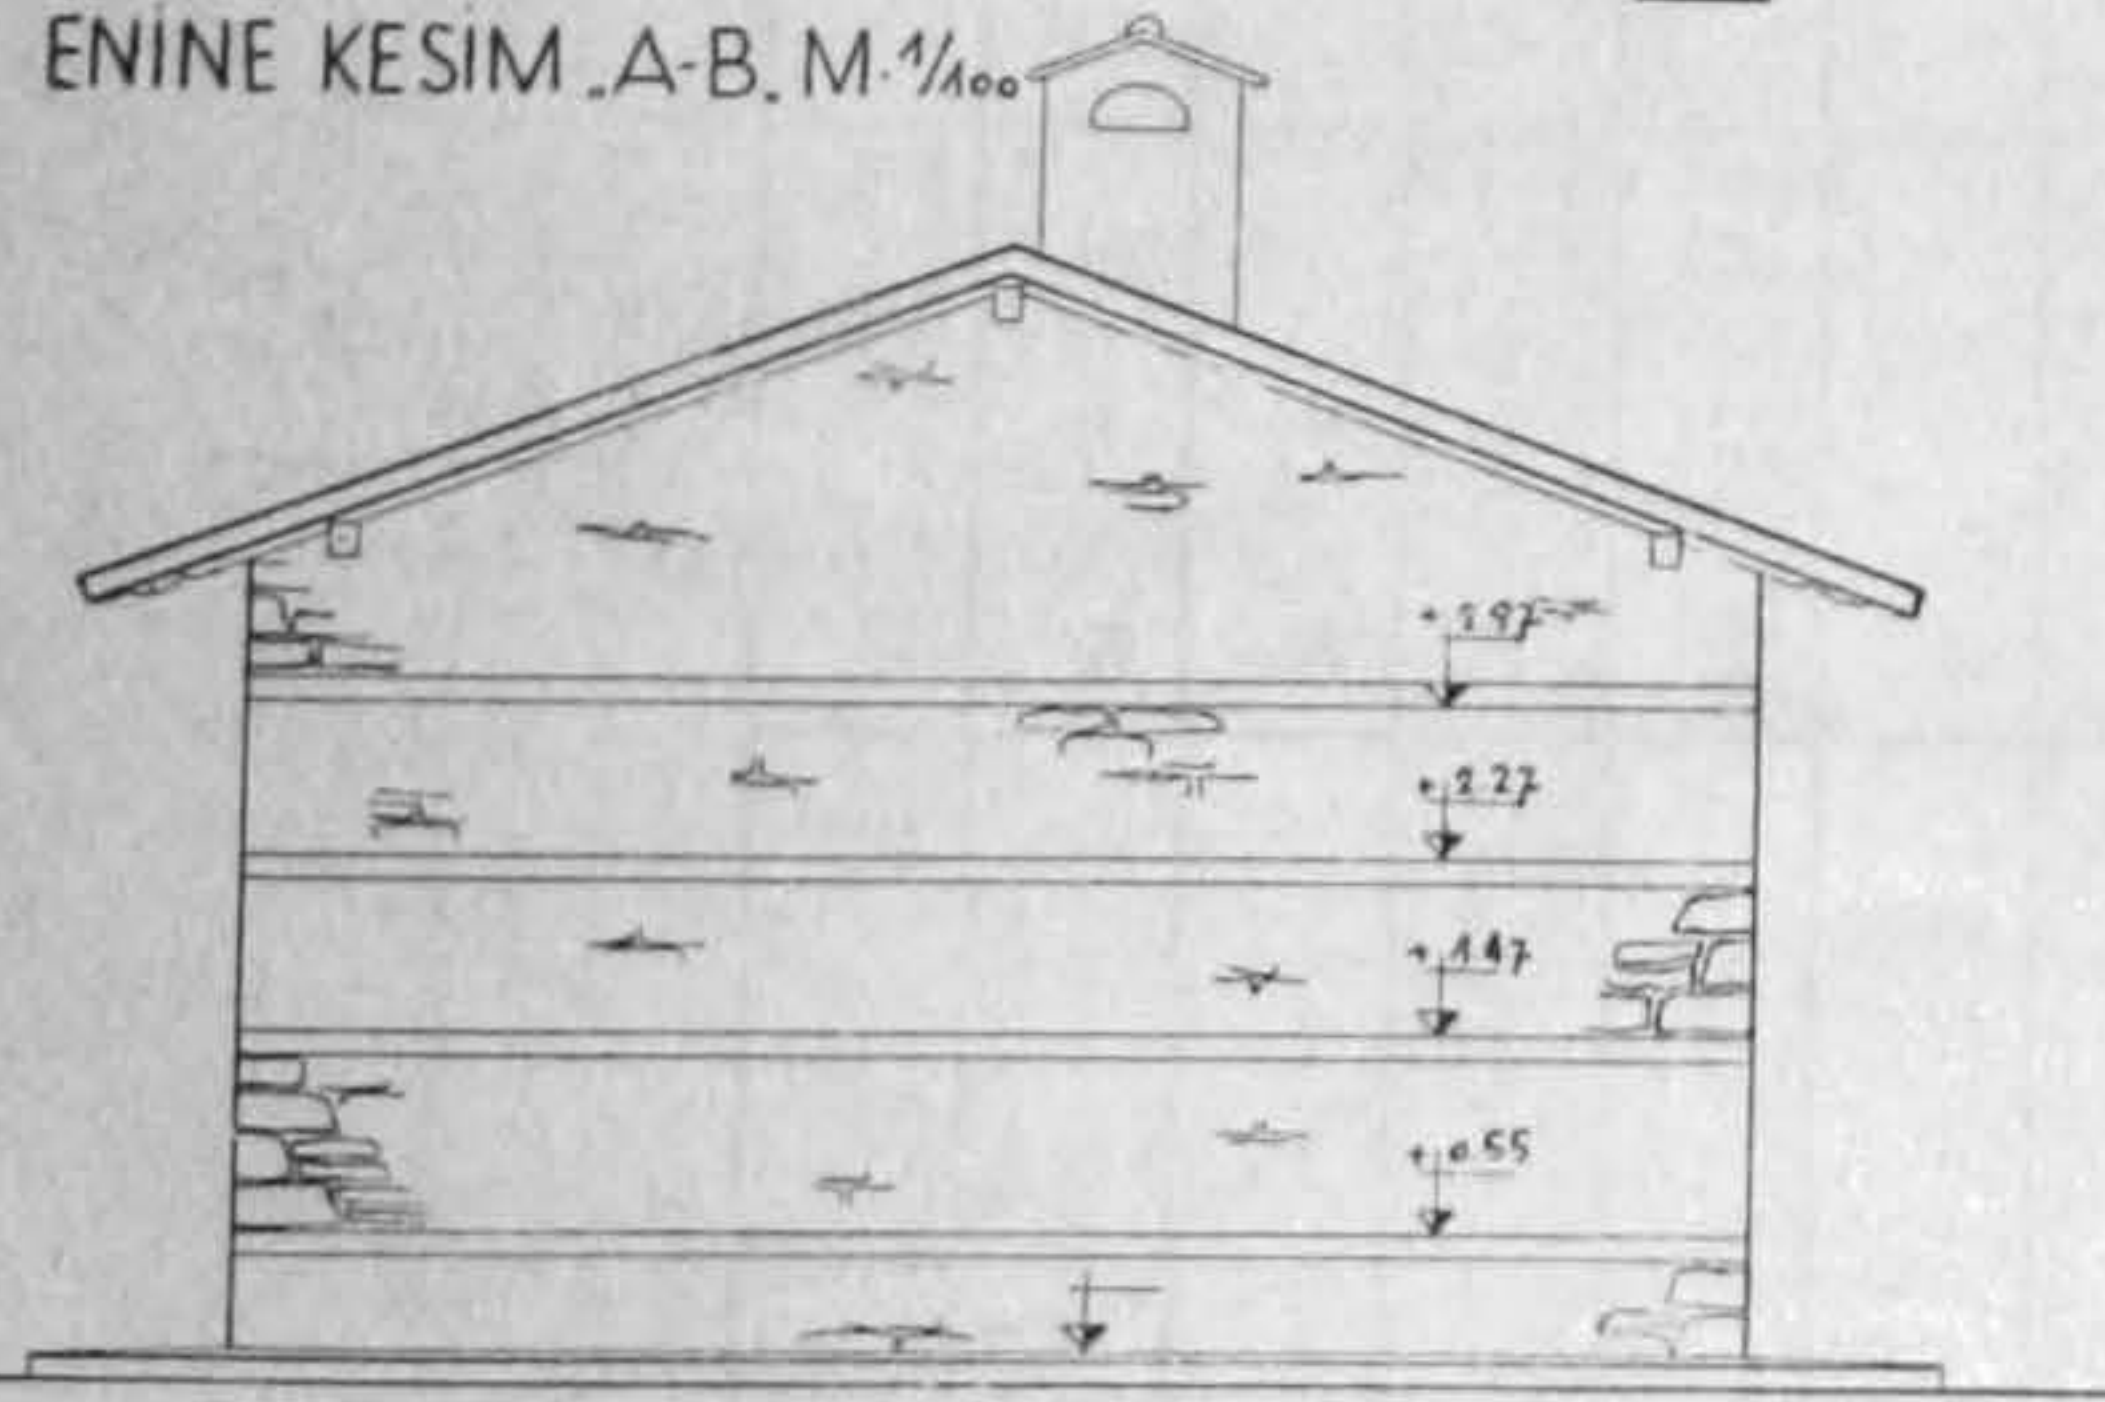 ENİNE KESİM „A-B„ M. 1/100
+ 2.27
+ 1.47
+ 0.55